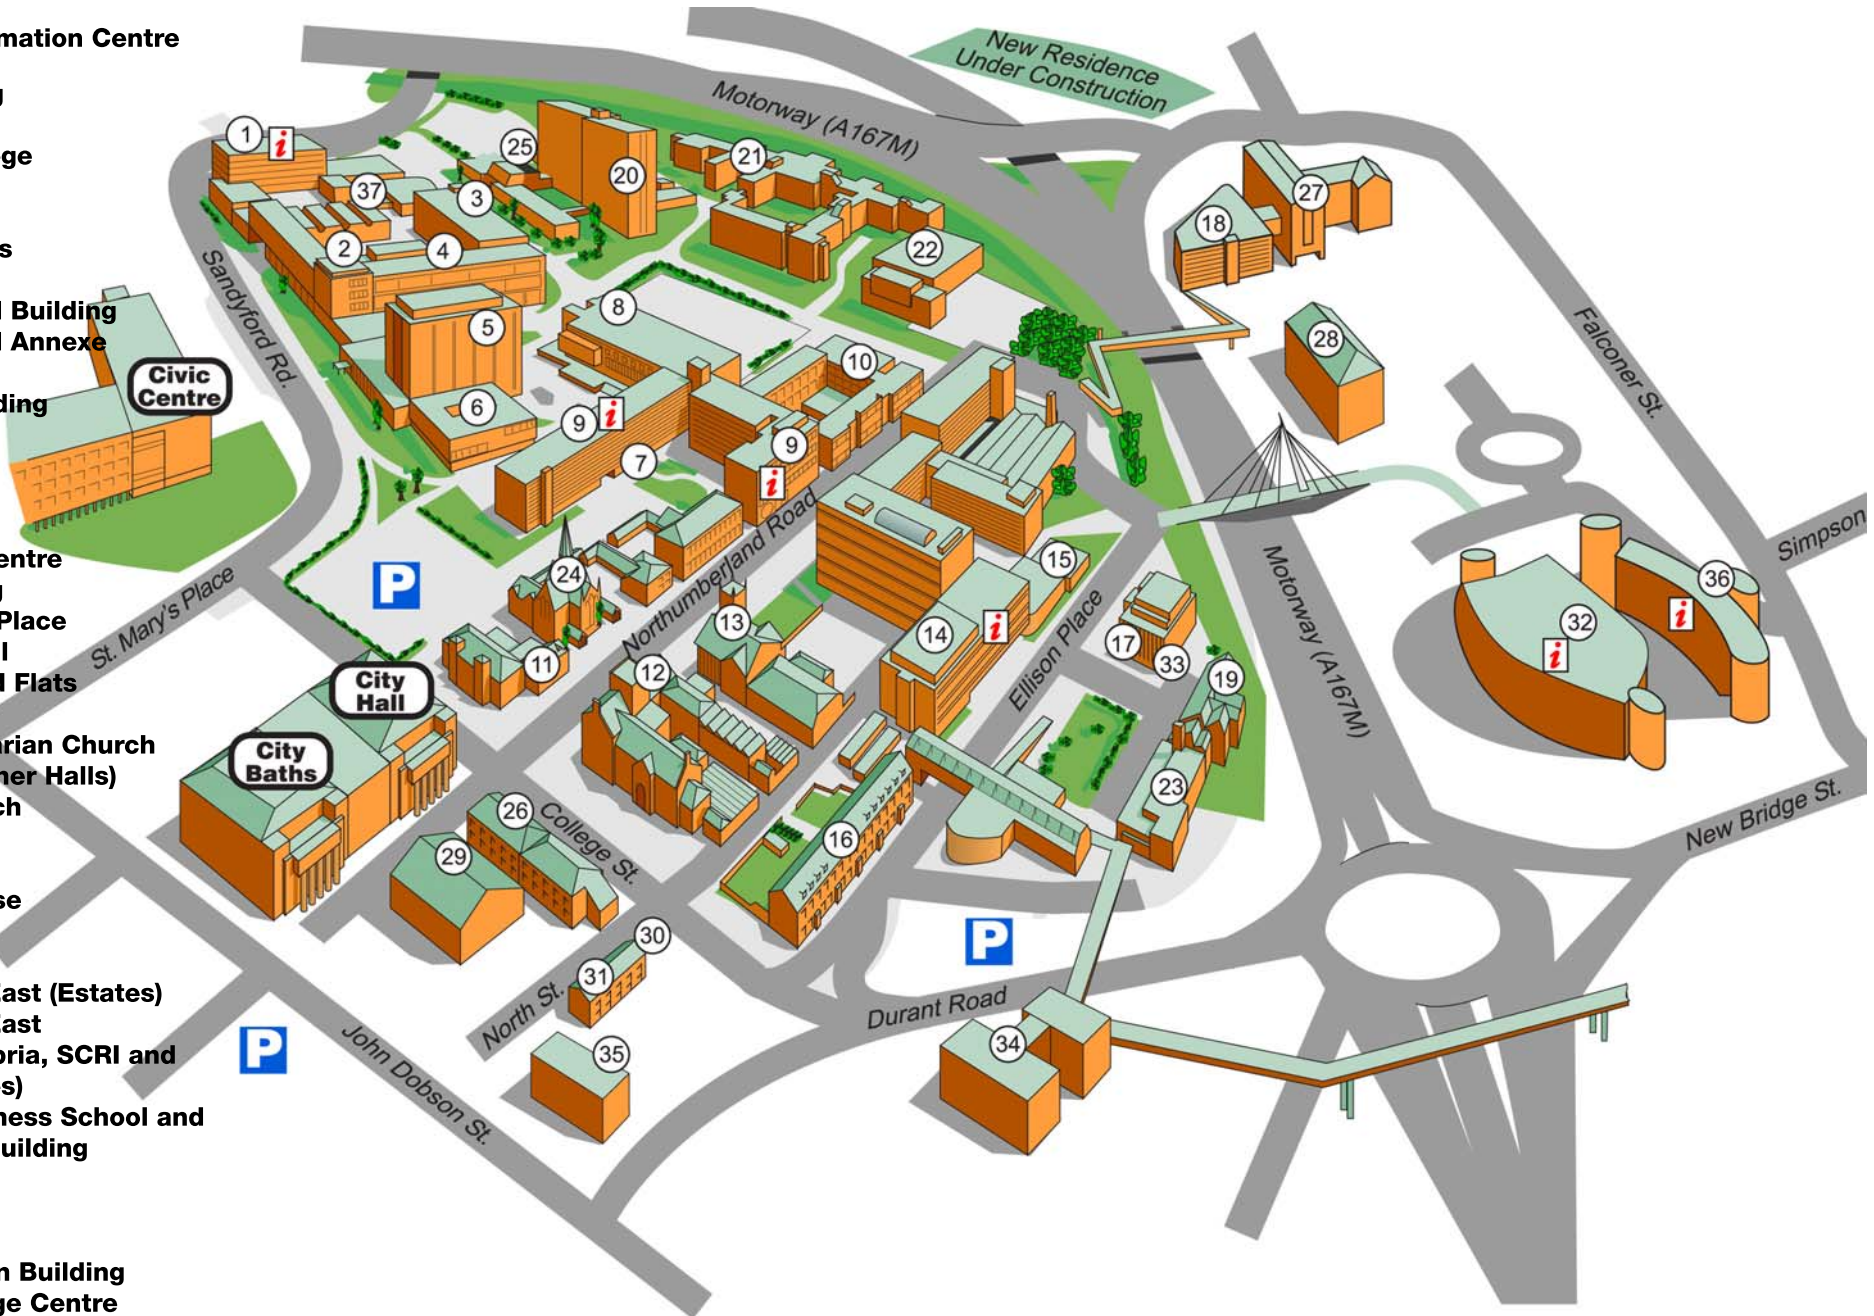 mation Centre
g
ge
s
l Building
l Annexe
ding
entre
g
Place
l
l Flats
arian Church
ner Halls)
ch
se
East (Estates)
East
bria, SCRI and
es)
ness School and
Building
n Building
ge Centre
New Residence
Under Construction
Motorway (A167M)
1
i
25
20
21
37
3
27
18
2
4
22
Sandyford Rd.
8
5
28
Falconer St.
10
Civic
Centre
6
9
i
9
7
i
Simpson
15
24
P
Motorway (A167M)
36
i
St. Mary's Place
Northumberland Road
13
14
i
Ellison Place
17
33
32
i
11
12
19
City
Hall
City
Baths
23
26
College St.
16
29
New Bridge St.
30
P
31
North St.
Durant Road
P
John Dobson St.
35
34